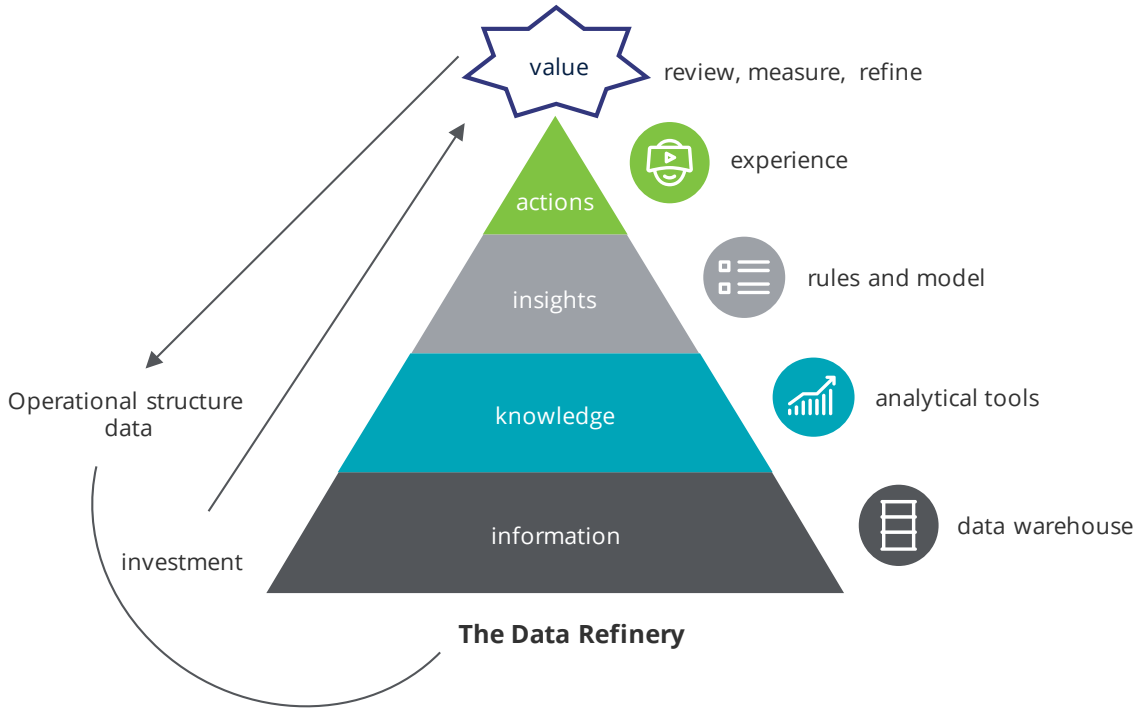 value
review, measure, refine
experience
actions
rules and model
insights
Operational structure
data
analytical tools
knowledge
data warehouse
information
investment
The Data Refinery